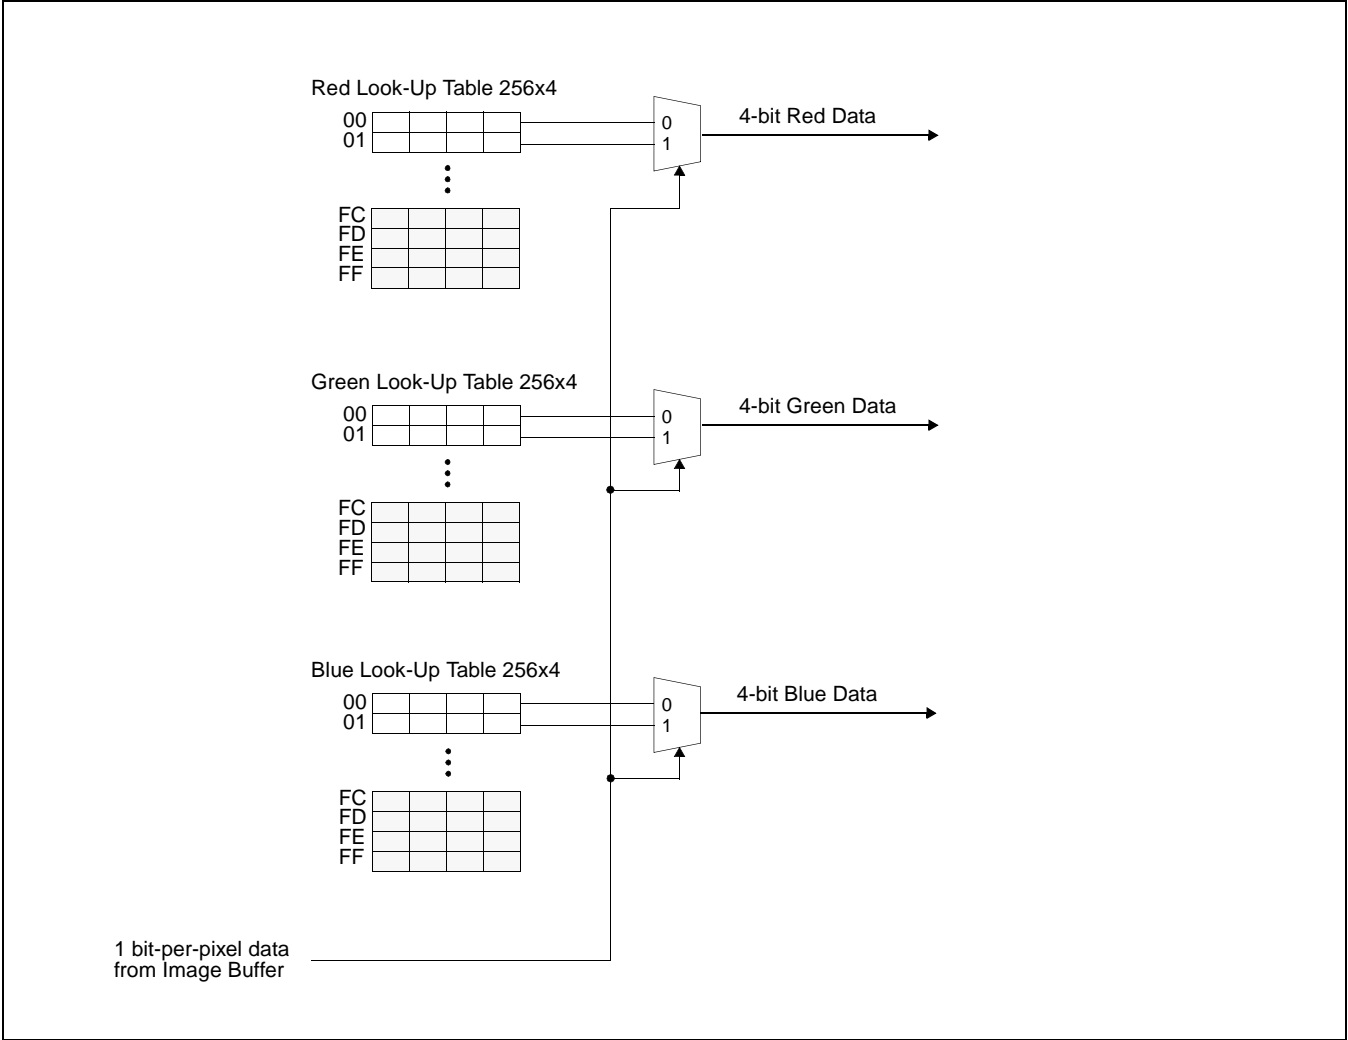 Red Look-Up Table 256x4
00
01
FC
FD
FE
FF
0
1
4-bit Red Data
Green Look-Up Table 256x4
00
01
FC
FD
FE
FF
0
1
4-bit Green Data
Blue Look-Up Table 256x4
00
01
FC
FD
FE
FF
0
1
4-bit Blue Data
1 bit-per-pixel data
from Image Buffer